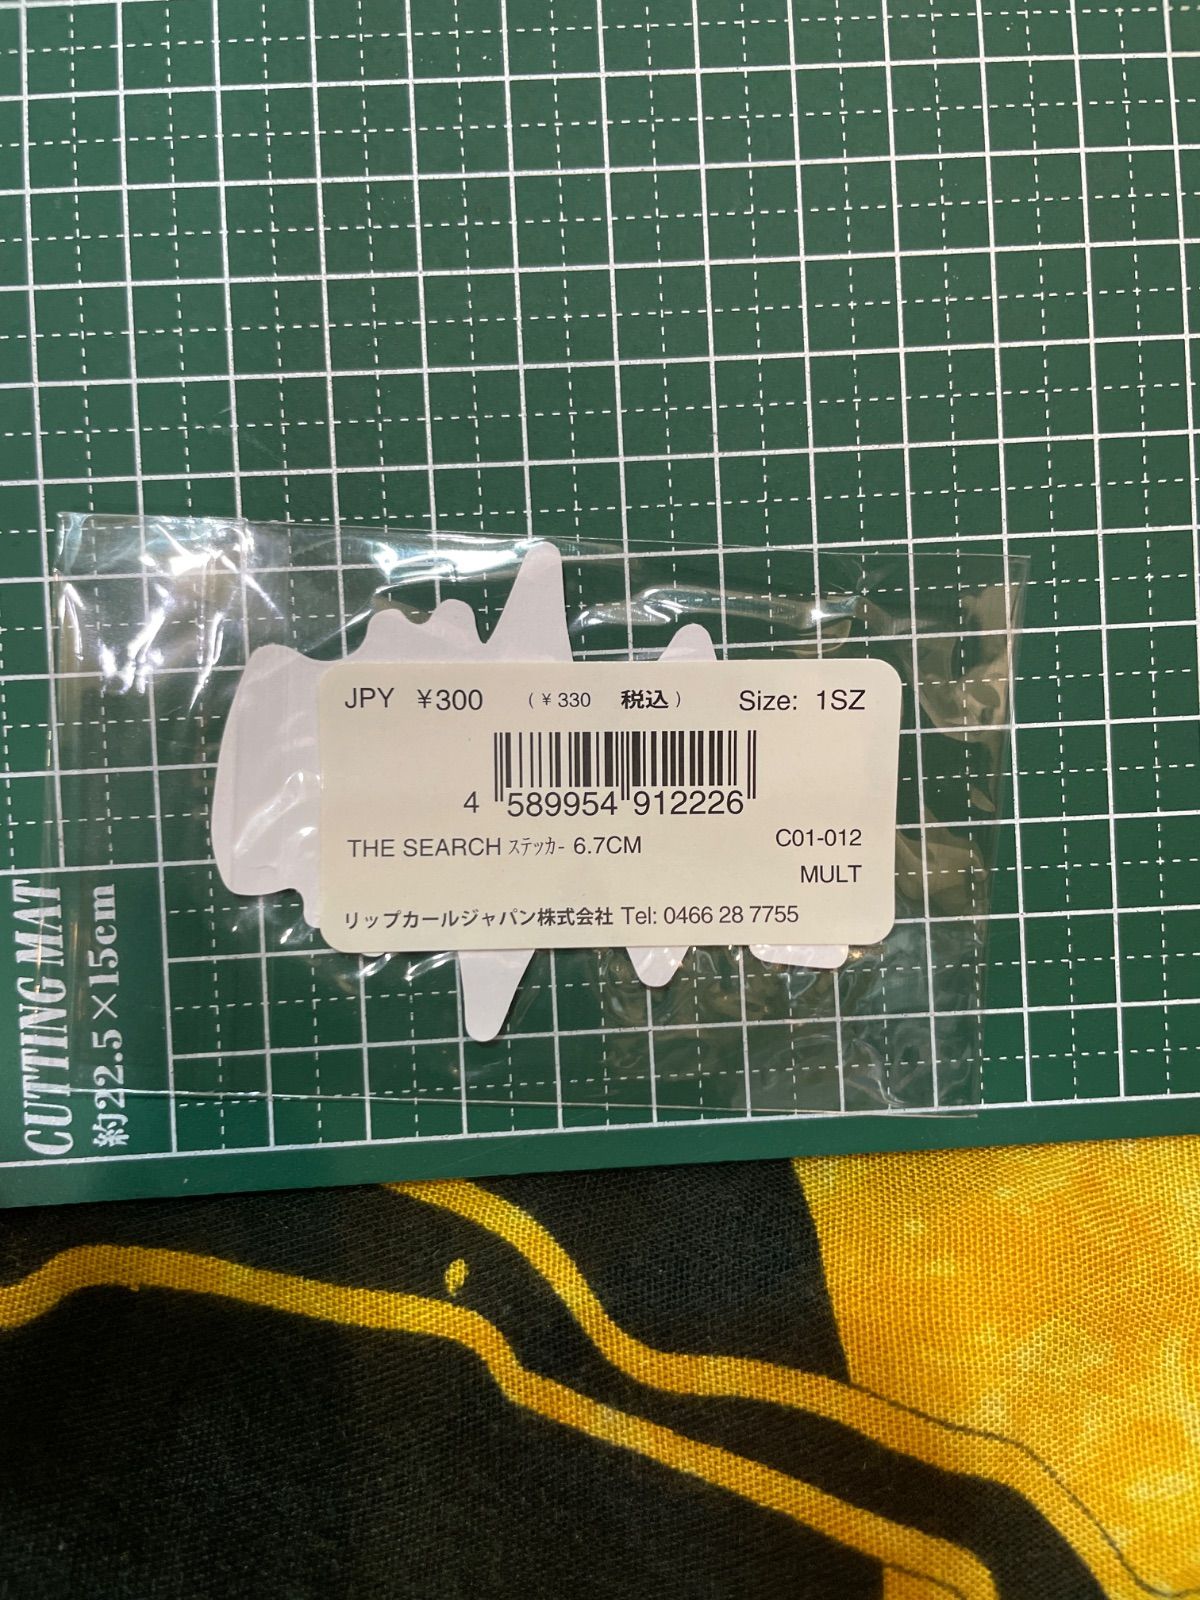 JPY ¥300 (¥330 税込) Size: 1SZ
4 589954 912226
THE SEARCH ステッカー 6.7CM C01-012
MULT
リップカールジャパン株式会社 Tel: 0466 28 7755
CUTTING MAT
約22.5×15cm